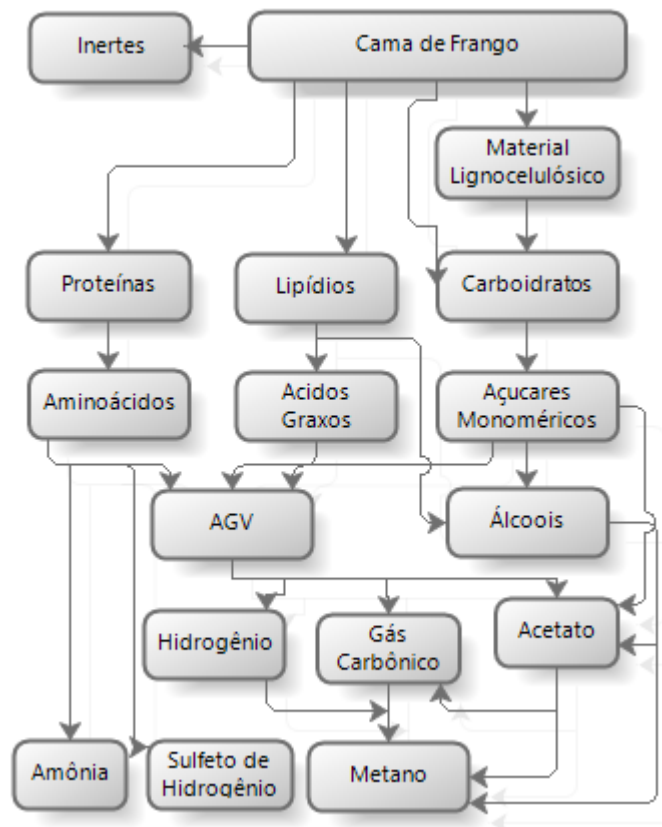 Inertes
Cama de Frango
Material
Lignocelulósico
Proteínas
Lipídios
Carboidratos
Aminoácidos
Acidos
Graxos
Açucares
Monoméricos
AGV
Álcoois
Hidrogênio
Gás
Carbônico
Acetato
Amônia
Sulfeto de
Hidrogênio
Metano